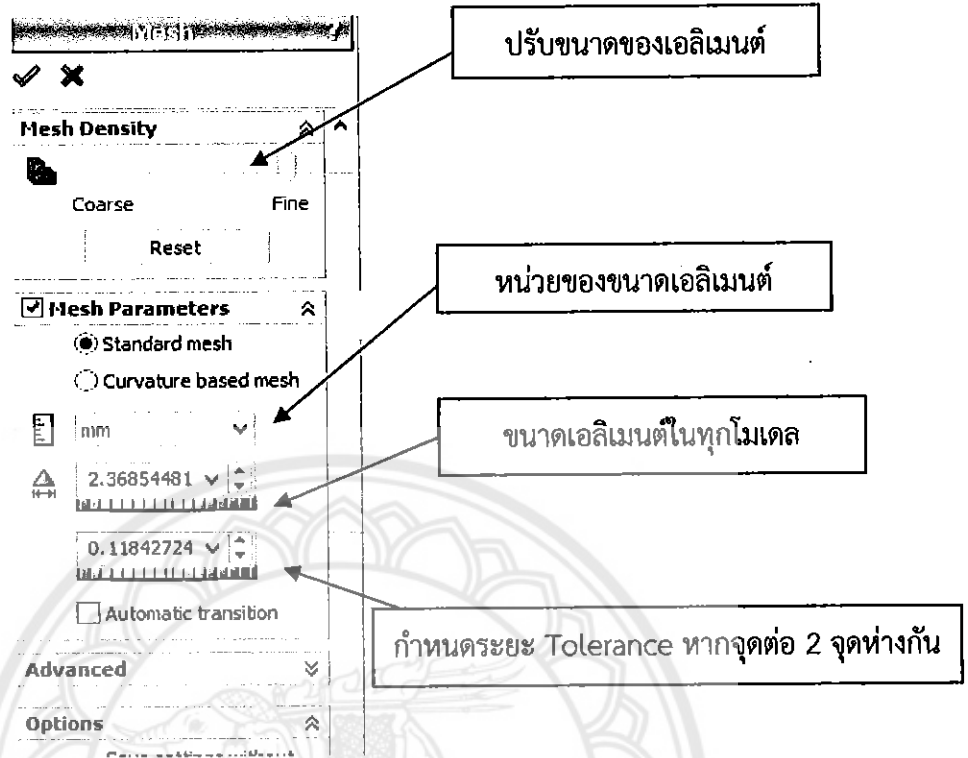 Mesh ?
ปรับขนาดของเอลิเมนต์
Mesh Density
Coarse Fine
Reset
หน่วยของขนาดเอลิเมนต์
Mesh Parameters
Standard mesh
Curvature based mesh
mm
ขนาดเอลิเมนต์ในทุกโมเดล
2.36854481
0.11842724
Automatic transition
กำหนดระยะ Tolerance หากจุดต่อ 2 จุดห่างกัน
Advanced
Options